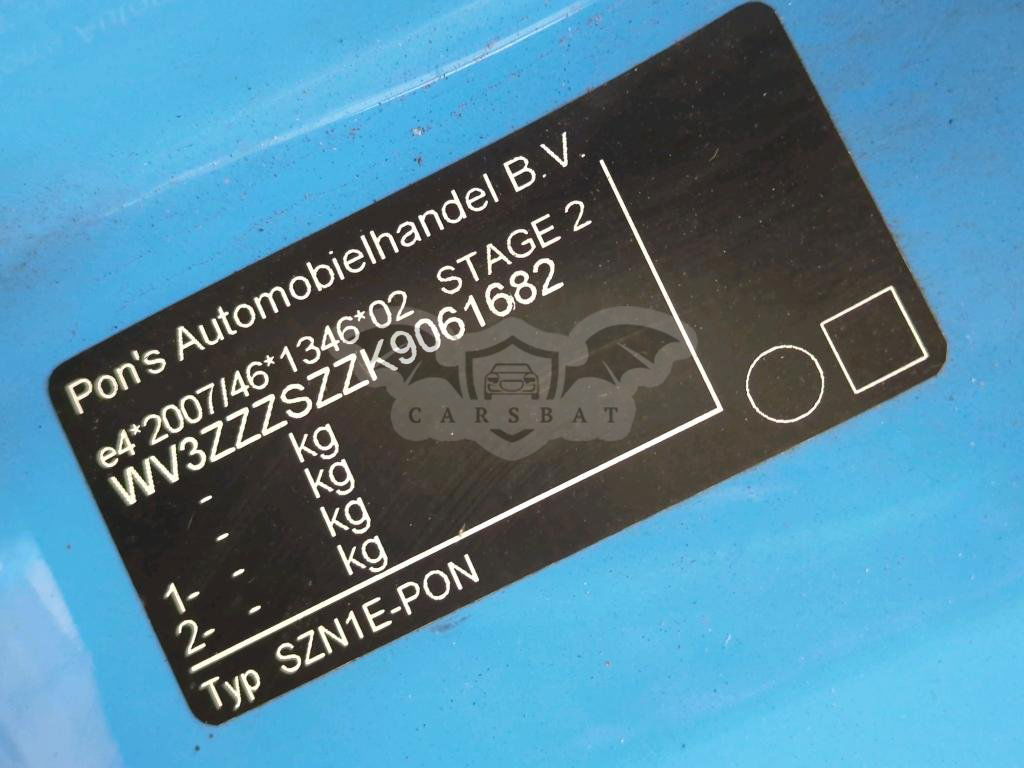 Pon's Automobielhandel B.V.
e4*2007/46*1346*02 STAGE 2
WV3ZZZSZZK9061682
- kg
- kg
1- - kg
2- - kg
Typ SZN1E-PON
CARSBAT